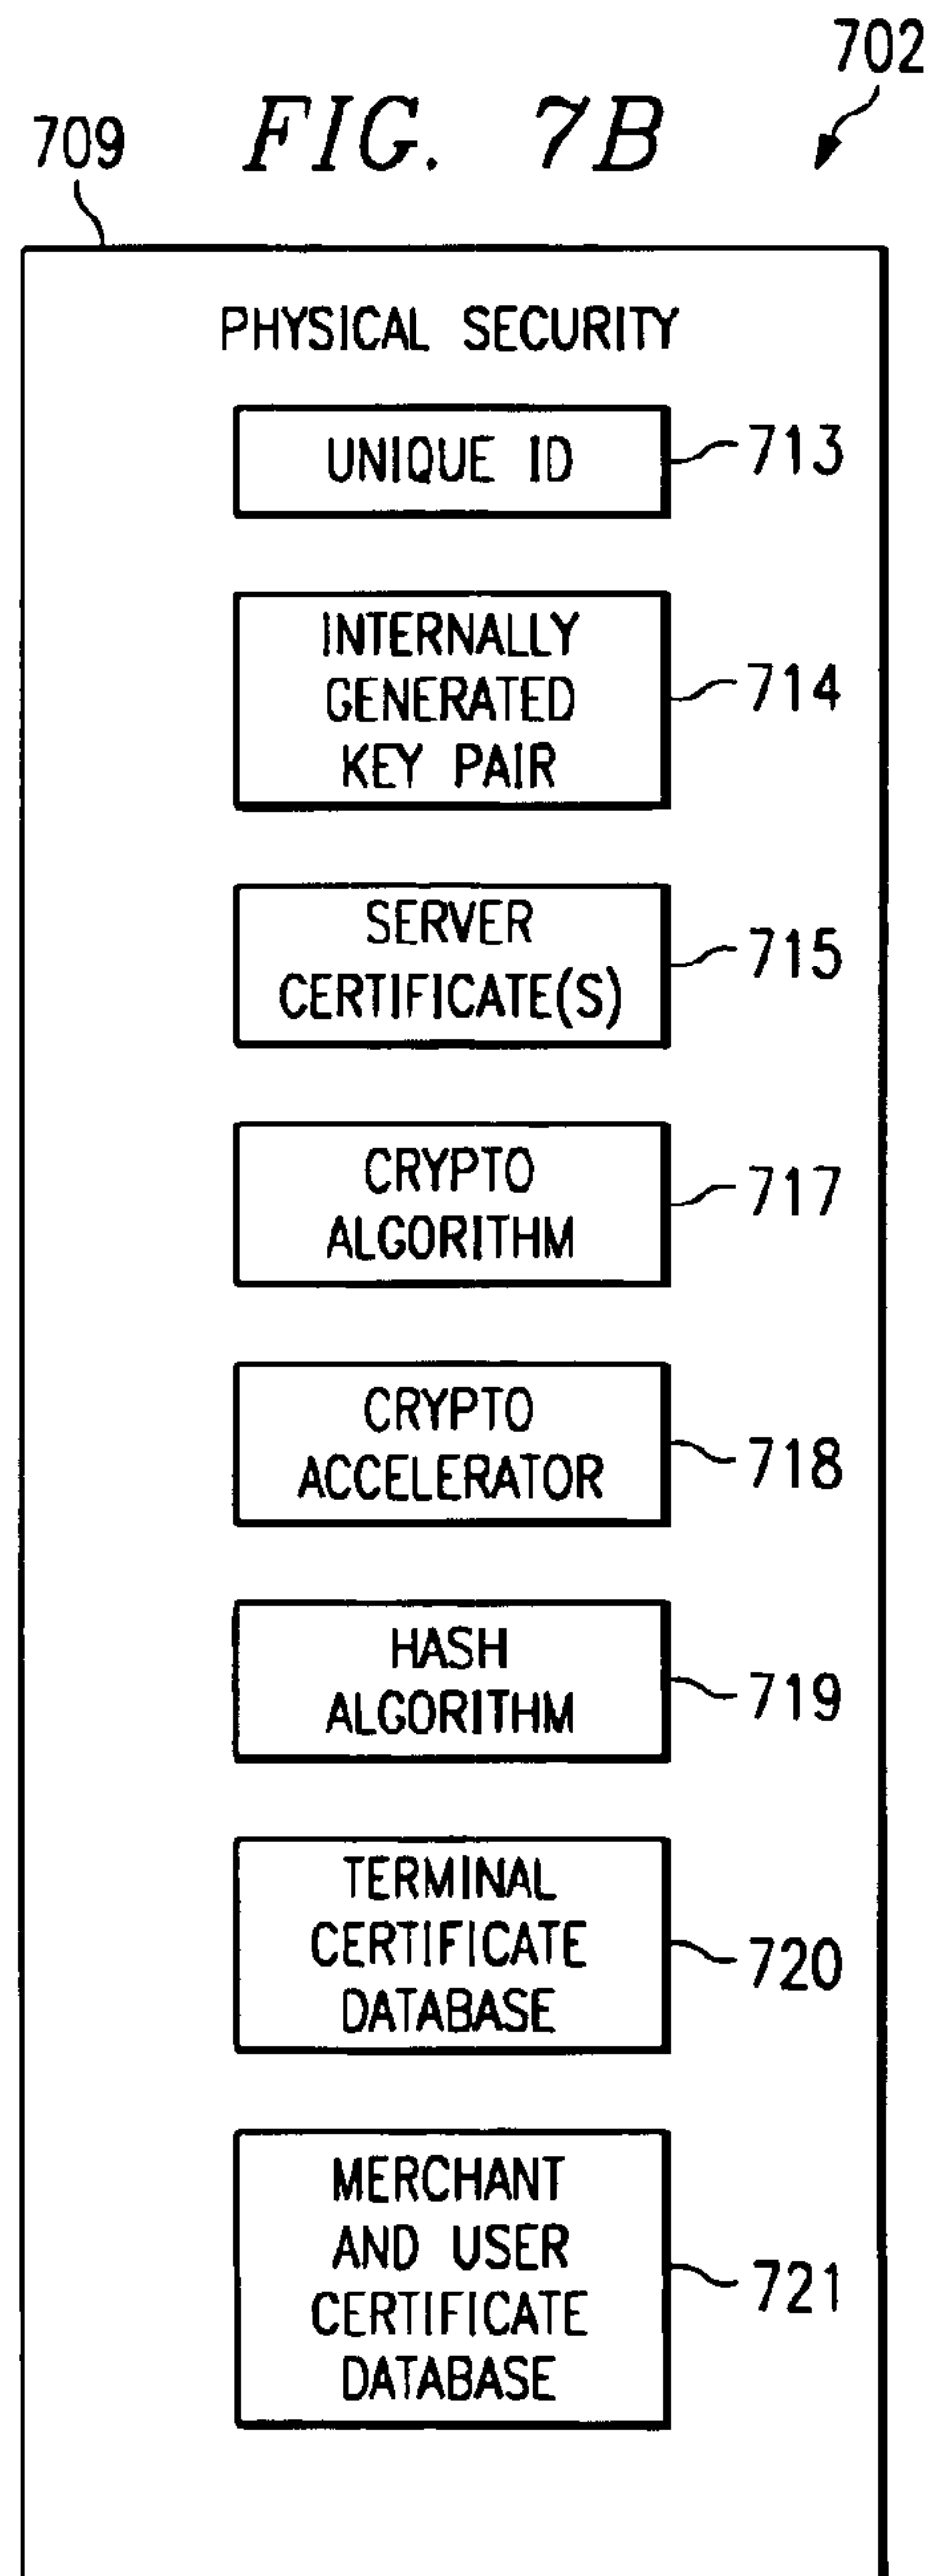 702
709
FIG. 7B
PHYSICAL SECURITY
UNIQUE ID
713
INTERNALLY
GENERATED
KEY PAIR
714
SERVER
CERTIFICATE(S)
715
CRYPTO
ALGORITHM
717
CRYPTO
ACCELERATOR
718
HASH
ALGORITHM
719
TERMINAL
CERTIFICATE
DATABASE
720
MERCHANT
AND USER
CERTIFICATE
DATABASE
721